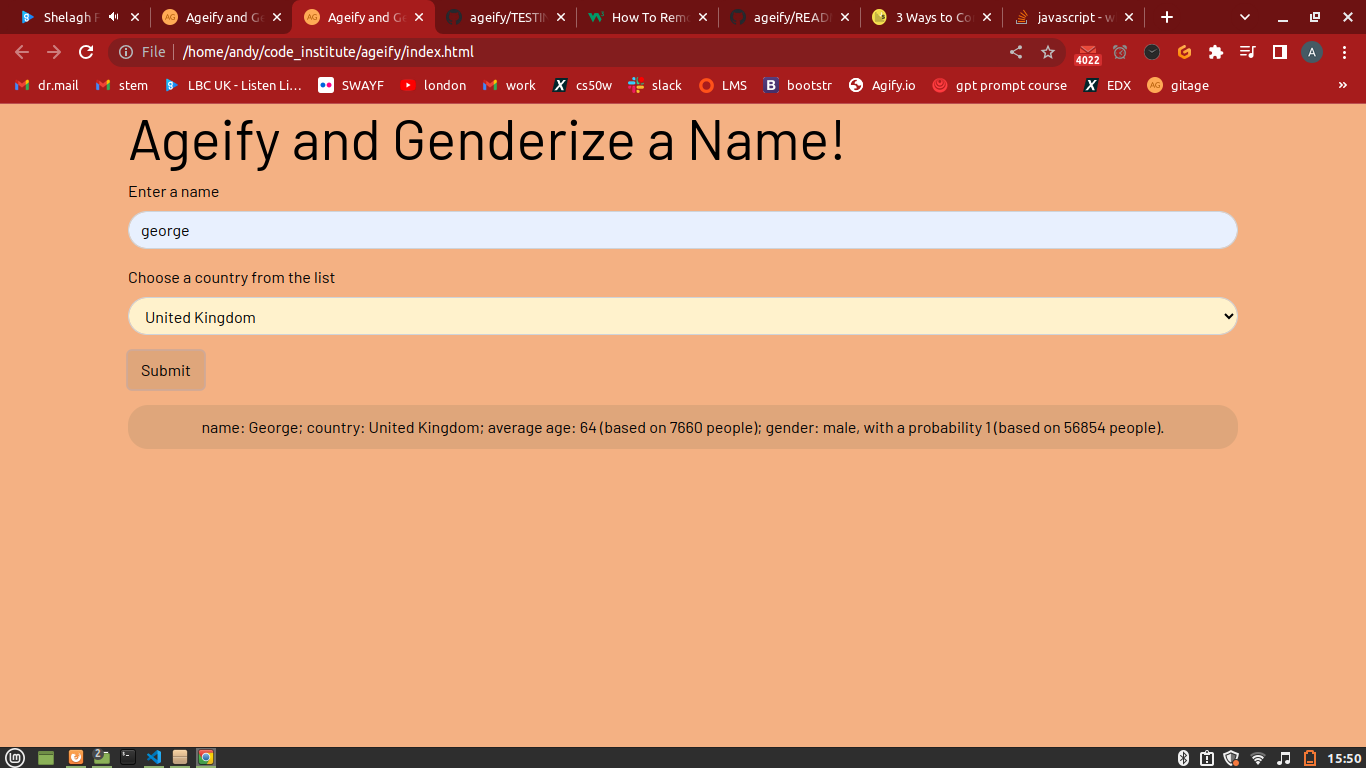 Shelagh F
Ageify and Ge
Ageify and Ge
ageify/TESTIN
How To Remo
ageify/READ
3 Ways to Co
javascript - w
File
/home/andy/code_institute/ageify/index.html
4022
A
dr.mail
stem
LBC UK - Listen Li...
SWAYF
london
work
cs50w
slack
LMS
bootstr
Agify.io
gpt prompt course
EDX
AG gitage
»
Ageify and Genderize a Name!
Enter a name
george
Choose a country from the list
United Kingdom
Submit
name: George; country: United Kingdom; average age: 64 (based on 7660 people); gender: male, with a probability 1 (based on 56854 people).
2
15:50